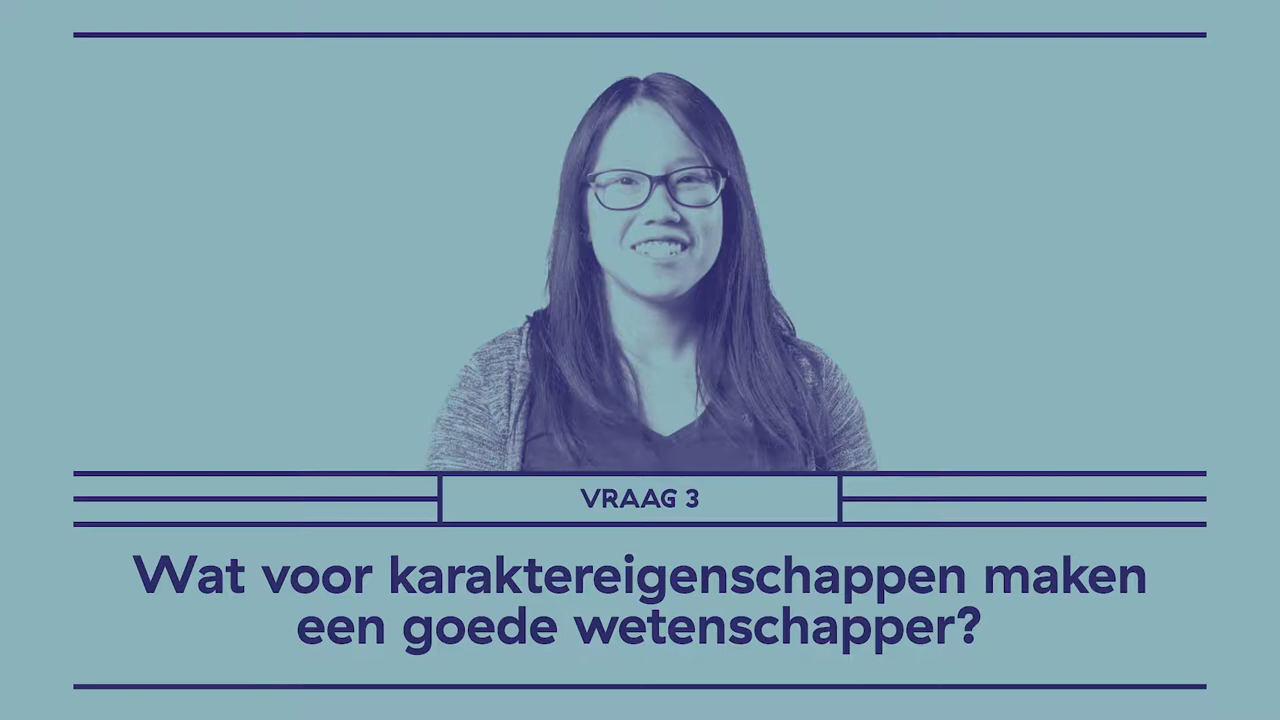 VRAAG 3
Wat voor karaktereigenschappen maken
een goede wetenschapper?